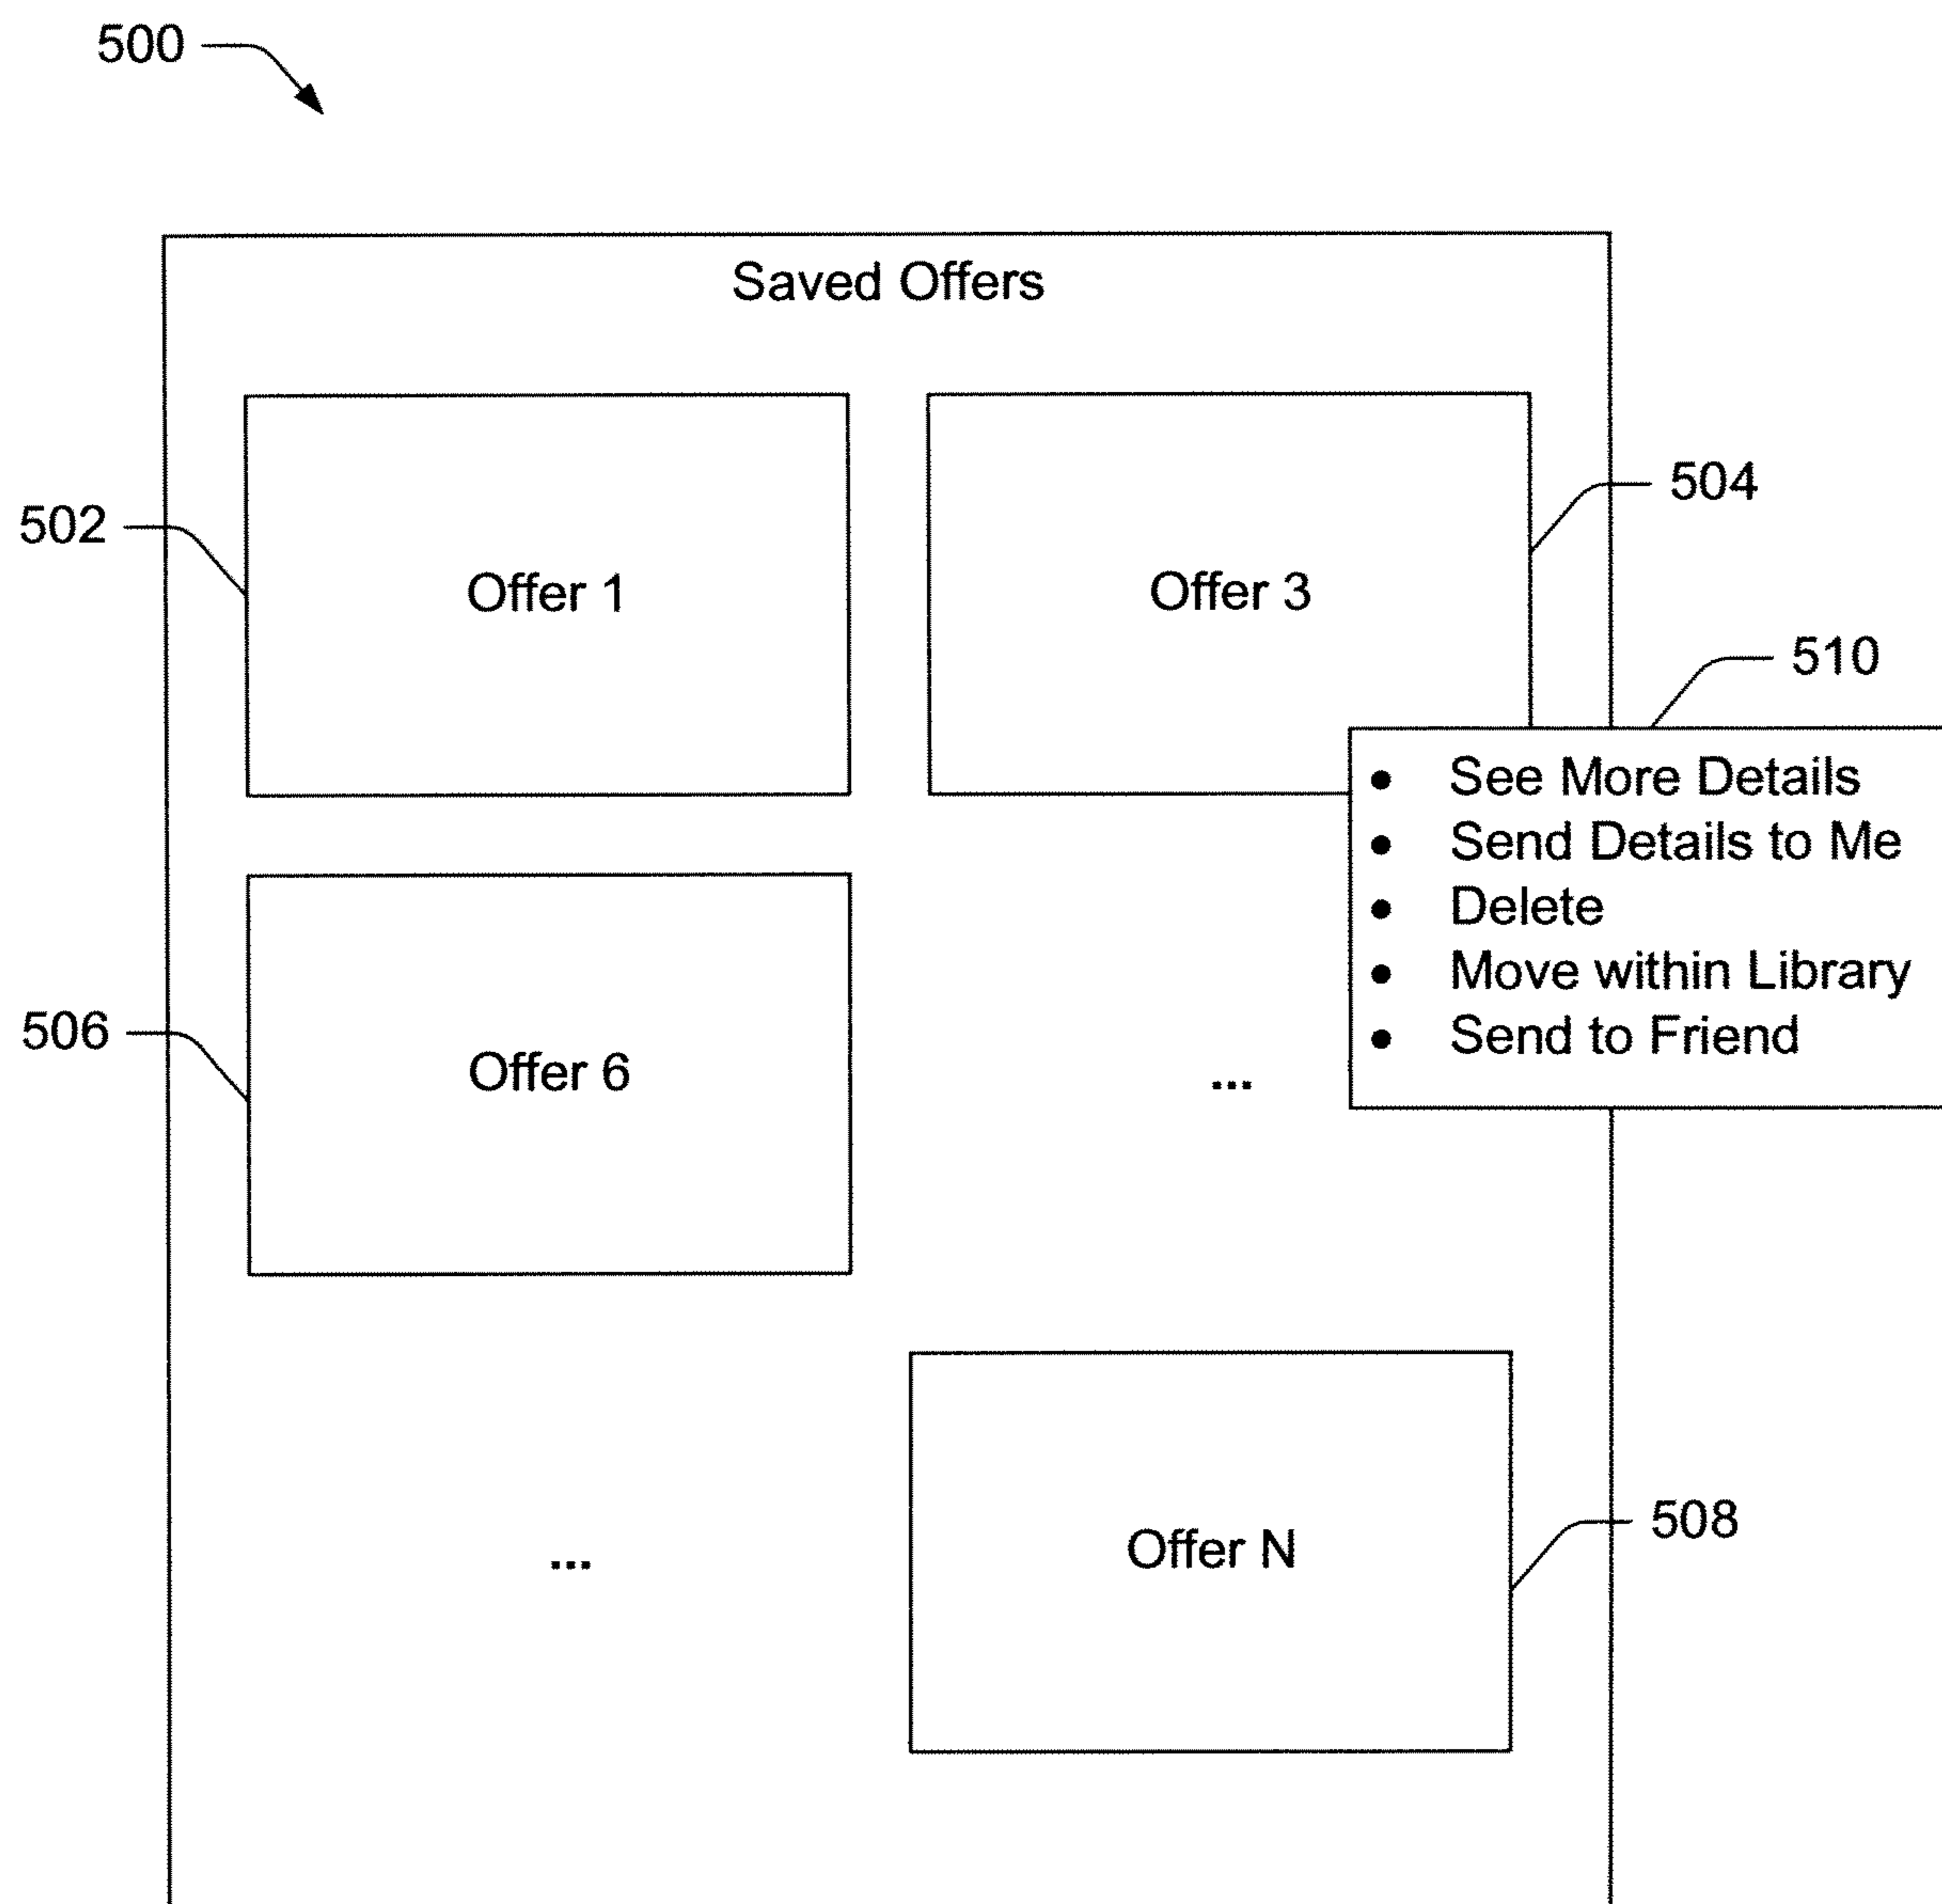 500
Saved Offers
502
Offer 1
Offer 3
504
510
• See More Details
• Send Details to Me
• Delete
• Move within Library
• Send to Friend
506
Offer 6
...
...
Offer N
508